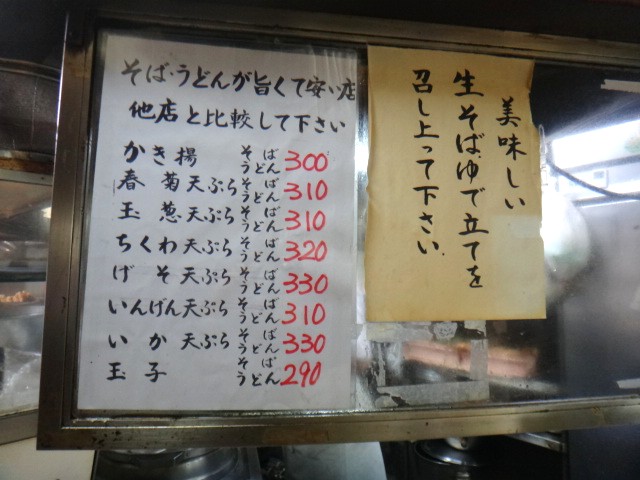 そば・うどんが旨くて安い店
他店と比較して下さい
かき揚 そば うどん 300
春菊天ぷら そば うどん 310
玉葱天ぷら そば うどん 310
ちくわ天ぷら そば うどん 320
げそ天ぷら そば うどん 330
いんげん天ぷら そば うどん 310
いか天ぷら そば うどん 330
玉子 そば うどん 290
美味しい
生そばゆで立てを
召し上って下さい